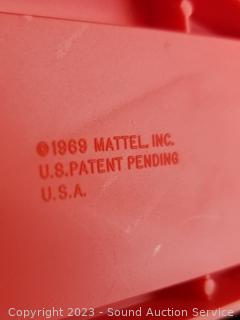 ©1969 MATTEL, INC.
U.S. PATENT PENDING
U.S.A.
Copyright 2023 - Sound Auction Service